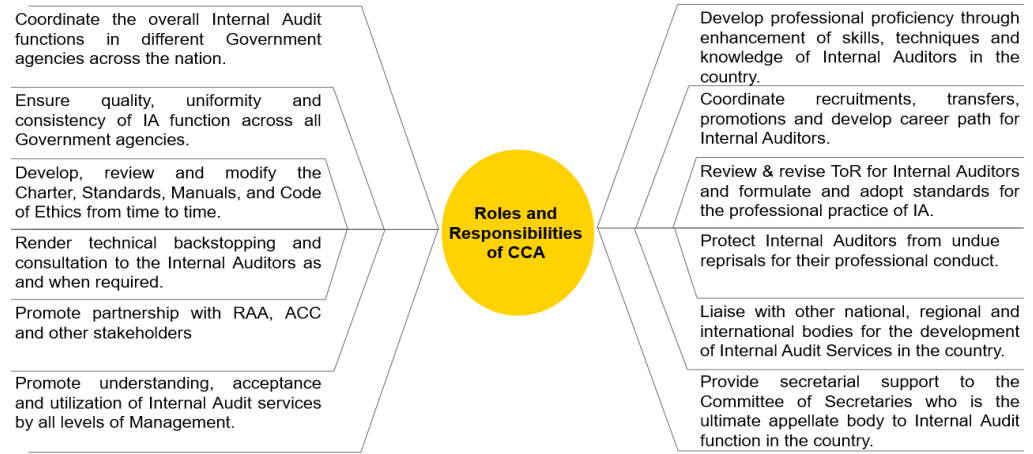 Coordinate the overall Internal Audit
functions in different Government
agencies across the nation.
Ensure quality, uniformity and
consistency of IA function across all
Government agencies.
Develop, review and modify the
Charter, Standards, Manuals, and Code
of Ethics from time to time.
Render technical backstopping and
consultation to the Internal Auditors as
and when required.
Promote partnership with RAA, ACC
and other stakeholders
Promote understanding, acceptance
and utilization of Internal Audit services
by all levels of Management.
Roles and
Responsibilities
of CCA
Develop professional proficiency through
enhancement of skills, techniques and
knowledge of Internal Auditors in the
country.
Coordinate recruitments, transfers,
promotions and develop career path for
Internal Auditors.
Review & revise ToR for Internal Auditors
and formulate and adopt standards for
the professional practice of IA.
Protect Internal Auditors from undue
reprisals for their professional conduct.
Liaise with other national, regional and
international bodies for the development
of Internal Audit Services in the country.
Provide secretarial support to the
Committee of Secretaries who is the
ultimate appellate body to Internal Audit
function in the country.